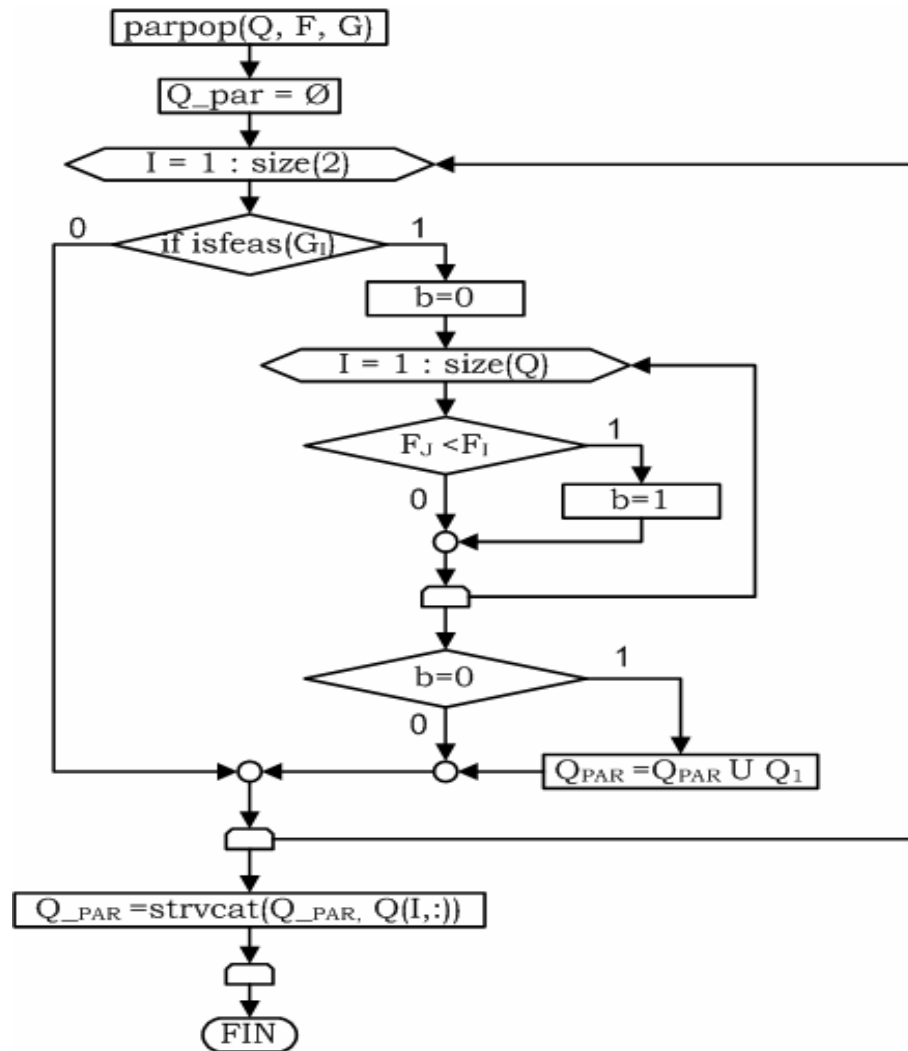 parpop(Q, F, G)
Q_par = Ø
I = 1 : size(2)
0
1
if isfeas(GI)
b=0
I = 1 : size(Q)
FJ <FI
1
0
b=1
b=0
1
0
QPAR =QPAR U Q1
Q_PAR =strvcat(Q_PAR, Q(I,:))
FIN